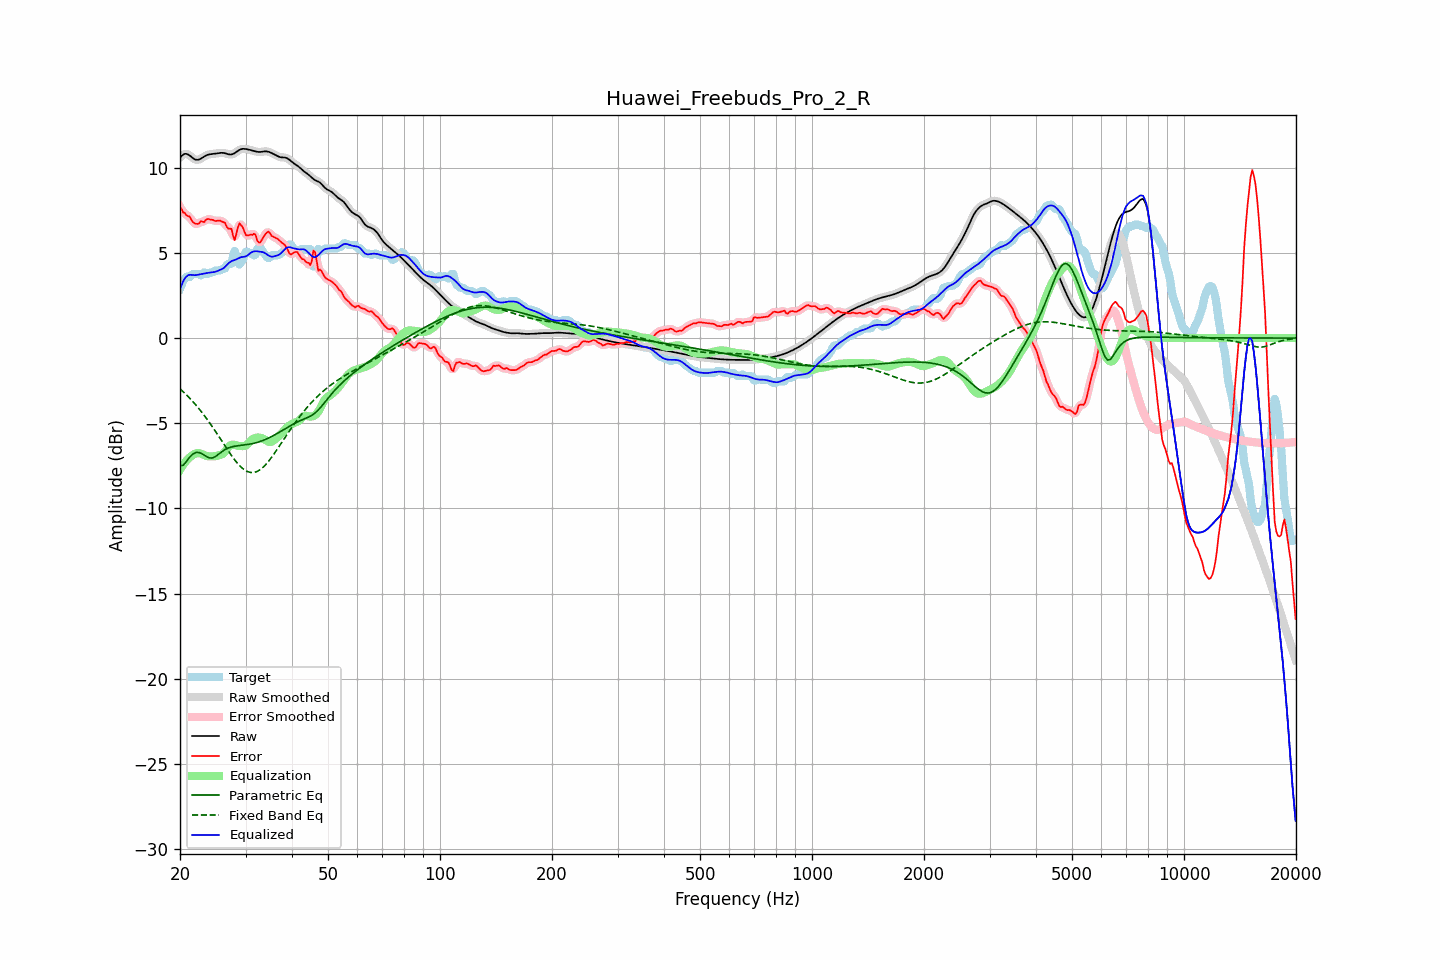 Huawei_Freebuds_Pro_2_R
10
5
0
−5
−10
−15
−20
−25
−30
Amplitude (dBr)
Target
Raw Smoothed
Error Smoothed
Raw
Error
Equalization
Parametric Eq
Fixed Band Eq
Equalized
20 50 100 200 500 1000 2000 5000 10000 20000
Frequency (Hz)